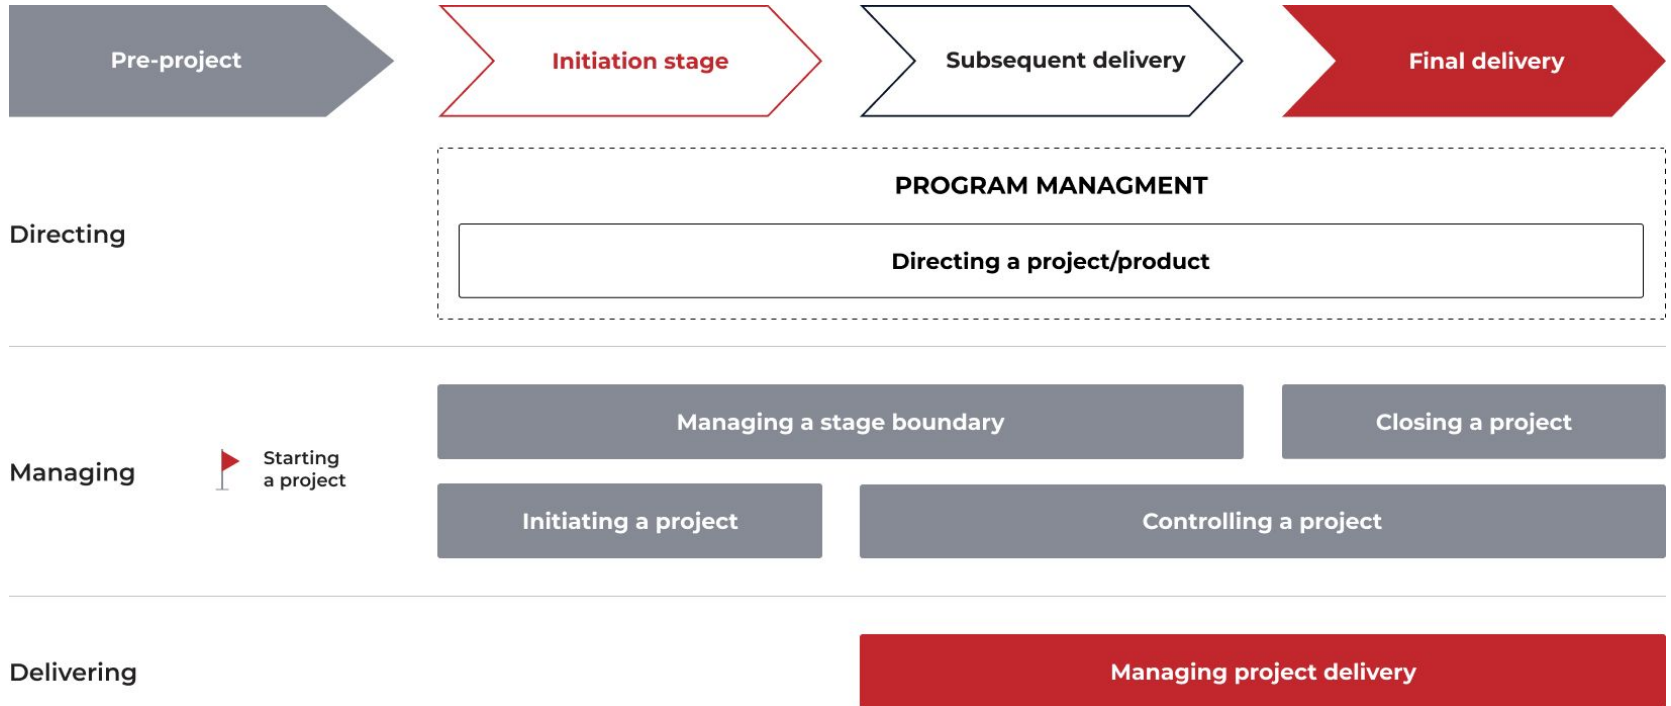 Pre-project
Initiation stage
Subsequent delivery
Final delivery
PROGRAM MANAGMENT
Directing
Directing a project/product
Managing a stage boundary
Closing a project
Managing
Starting
a project
Initiating a project
Controlling a project
Delivering
Managing project delivery